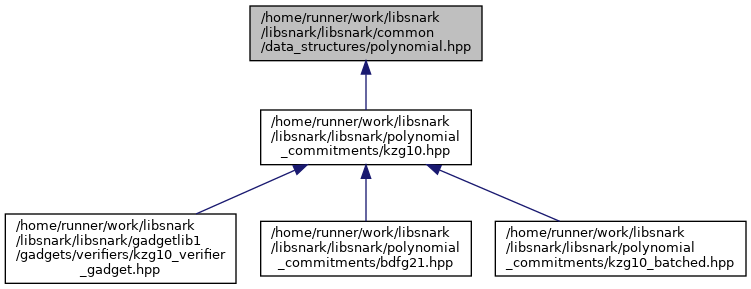 /home/runner/work/libsnark
/libsnark/libsnark/common
/data_structures/polynomial.hpp
/home/runner/work/libsnark
/libsnark/libsnark/polynomial
_commitments/kzg10.hpp
/home/runner/work/libsnark
/libsnark/libsnark/gadgetlib1
/gadgets/verifiers/kzg10_verifier
_gadget.hpp
/home/runner/work/libsnark
/libsnark/libsnark/polynomial
_commitments/bdfg21.hpp
/home/runner/work/libsnark
/libsnark/libsnark/polynomial
_commitments/kzg10_batched.hpp